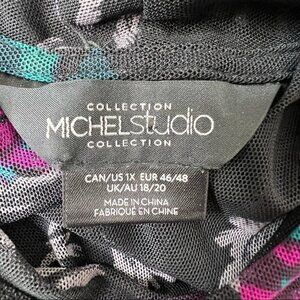 COLLECTION
MICHELstudio
COLLECTION
CAN/US 1X EUR 46/48
UK/AU 18/20
MADE IN CHINA
FABRIQUÉ EN CHINE